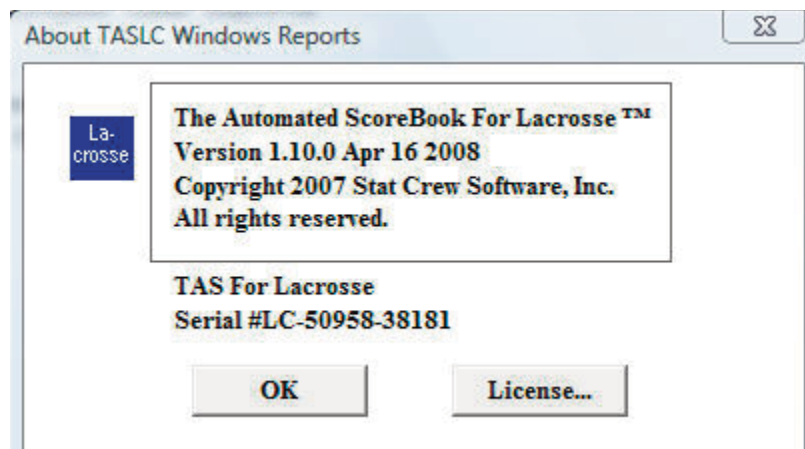 About TASLC Windows Reports
La-
crosse
The Automated ScoreBook For Lacrosse ™
Version 1.10.0 Apr 16 2008
Copyright 2007 Stat Crew Software, Inc.
All rights reserved.
TAS For Lacrosse
Serial #LC-50958-38181
OK
License...